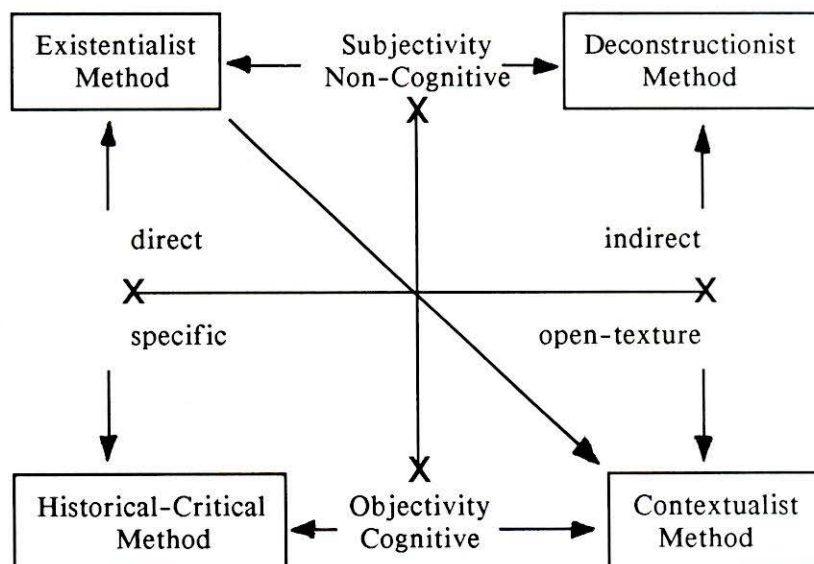 Existentialist
Method
Subjectivity
Non-Cognitive
Deconstructionist
Method
X
direct
indirect
X
X
specific
open-texture
X
Historical-Critical
Method
Objectivity
Cognitive
Contextualist
Method